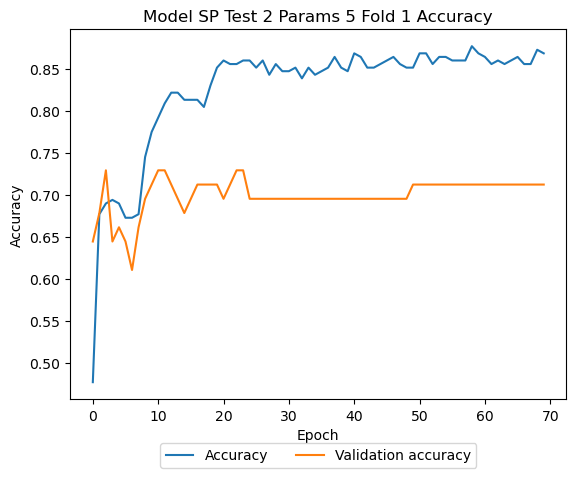 Model SP Test 2 Params 5 Fold 1 Accuracy
0.85
0.80
0.75
0.70
0.65
0.60
0.55
0.50
Accuracy
0 10 20 30 40 50 60 70
Epoch
Accuracy Validation accuracy